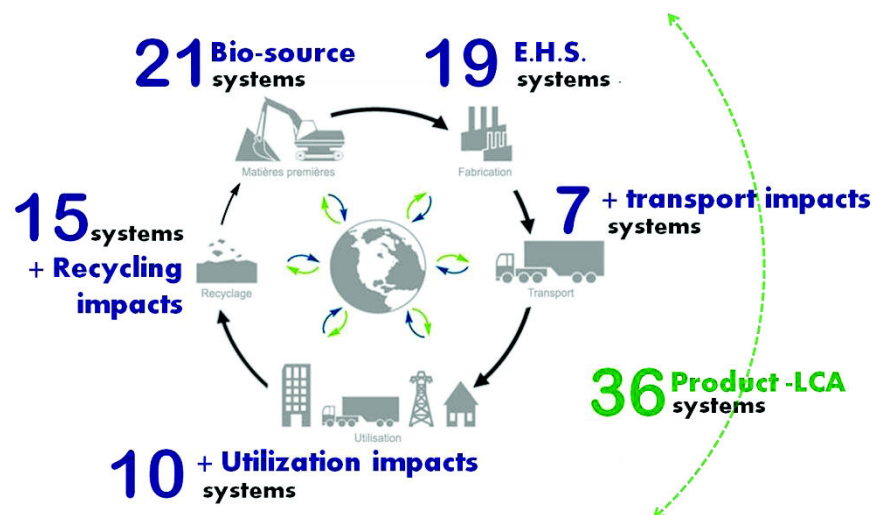 21 Bio-source
systems
19 E.H.S.
systems
Matières premières
Fabrication
7 + transport impacts
systems
15 systems
+ Recycling
impacts
Recyclage
Transport
36 Product -LCA
systems
Utilisation
10 + Utilization impacts
systems